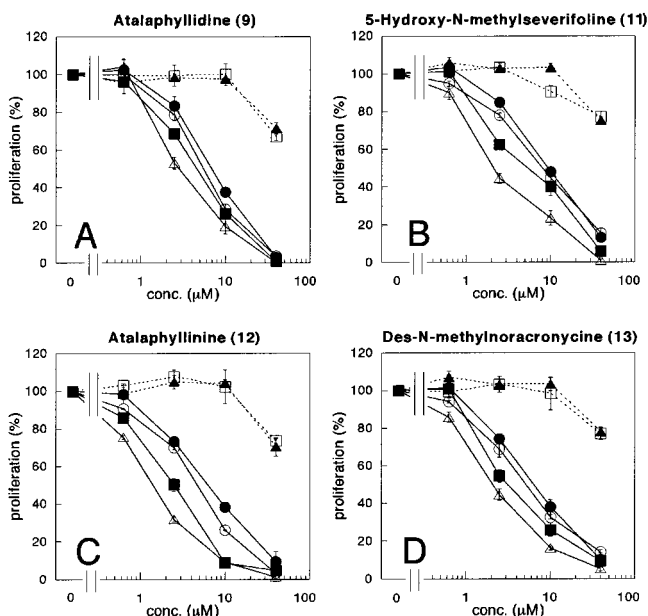 Atalaphyllidine (9)
120
100
80
60
40
20
0
proliferation (%)
A
0 1 10 100
conc. (μM)
5-Hydroxy-N-methylseverifoline (11)
120
100
80
60
40
20
0
proliferation (%)
B
0 1 10 100
conc. (μM)
Atalaphyllinine (12)
120
100
80
60
40
20
0
proliferation (%)
C
0 1 10 100
conc. (μM)
Des-N-methylnoracronycine (13)
120
100
80
60
40
20
0
proliferation (%)
D
0 1 10 100
conc. (μM)